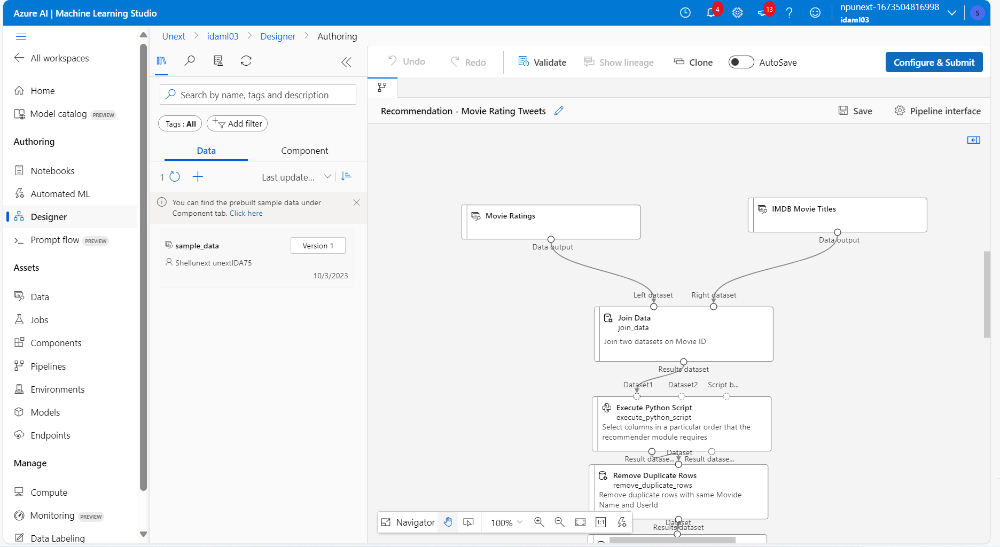 Azure AI | Machine Learning Studio
4
13
npunext-1673504816998
idaml03
S
All workspaces
Home
Model catalog PREVIEW
Authoring
Notebooks
Automated ML
Designer
Prompt flow PREVIEW
Assets
Data
Jobs
Components
Pipelines
Environments
Models
Endpoints
Manage
Compute
Monitoring PREVIEW
Data Labeling
Unext > idaml03 > Designer > Authoring
Search by name, tags and description
Tags : All
Add filter
Data
Component
1
Last update...
You can find the prebuilt sample data under
Component tab. Click here
sample_data
Version 1
Shellunext unextIDA75
10/3/2023
Undo
Redo
Validate
Show lineage
Clone
AutoSave
Configure & Submit
Recommendation - Movie Rating Tweets
Save
Pipeline interface
Movie Ratings
Data output
IMDB Movie Titles
Data output
Left dataset
Right dataset
Join Data
join_data
Join two datasets on Movie ID
Results dataset
Dataset1
Dataset2
Script b...
Execute Python Script
execute_python_script
Select columns in a particular order that the
recommender module requires
Dataset
Result datase...
Result datase...
Remove Duplicate Rows
remove_duplicate_rows
Remove duplicate rows with same Movide
Name and UserId
Dataset
Results dataset
Navigator
100%
1:1